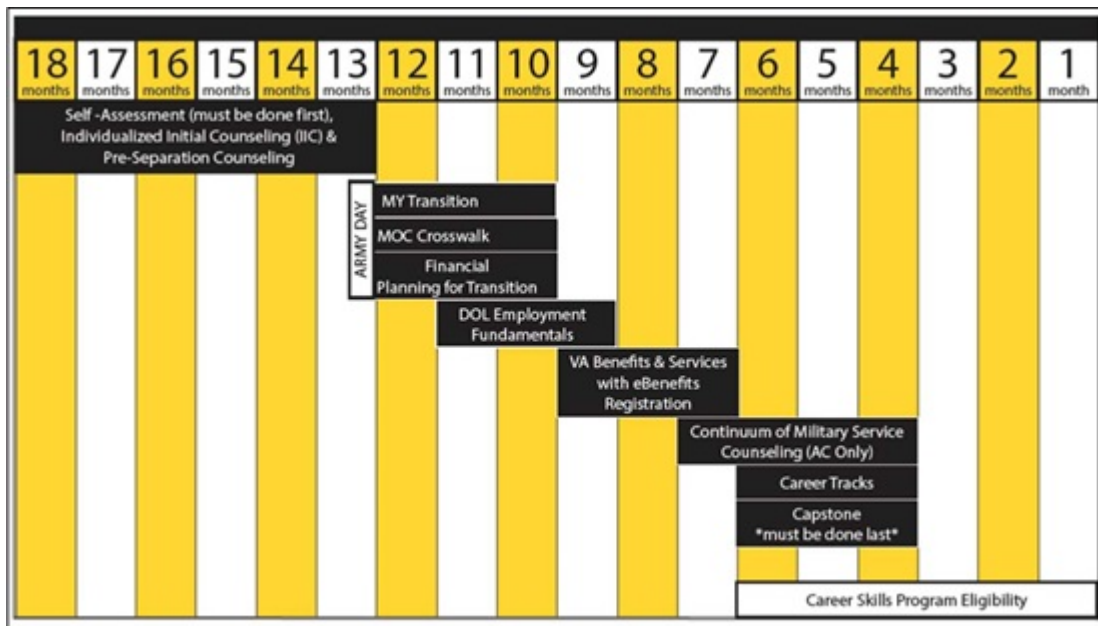 18 17 16 15 14 13 12 11 10 9 8 7 6 5 4 3 2 1
months months months months months months months months months months months months months months months months months month
Self -Assessment (must be done first),
Individualized Initial Counseling (IIC) &
Pre-Separation Counseling
ARMY DAY
MY Transition
MOC Crosswalk
Financial
Planning for Transition
DOL Employment
Fundamentals
VA Benefits & Services
with eBenefits
Registration
Continuum of Military Service
Counseling (AC Only)
Career Tracks
Capstone
*must be done last*
Career Skills Program Eligibility